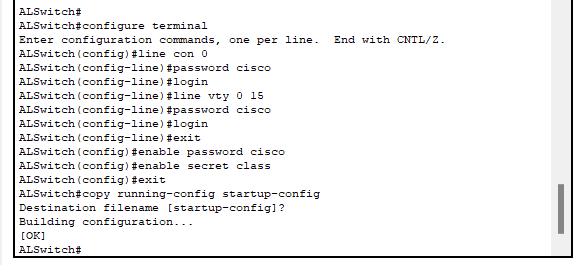 ALSwitch#
ALSwitch#configure terminal
Enter configuration commands, one per line.  End with CNTL/Z.
ALSwitch(config)#line con 0
ALSwitch(config-line)#password cisco
ALSwitch(config-line)#login
ALSwitch(config-line)#line vty 0 15
ALSwitch(config-line)#password cisco
ALSwitch(config-line)#login
ALSwitch(config-line)#exit
ALSwitch(config)#enable password cisco
ALSwitch(config)#enable secret class
ALSwitch(config)#exit
ALSwitch#copy running-config startup-config
Destination filename [startup-config]?
Building configuration...
[OK]
ALSwitch#